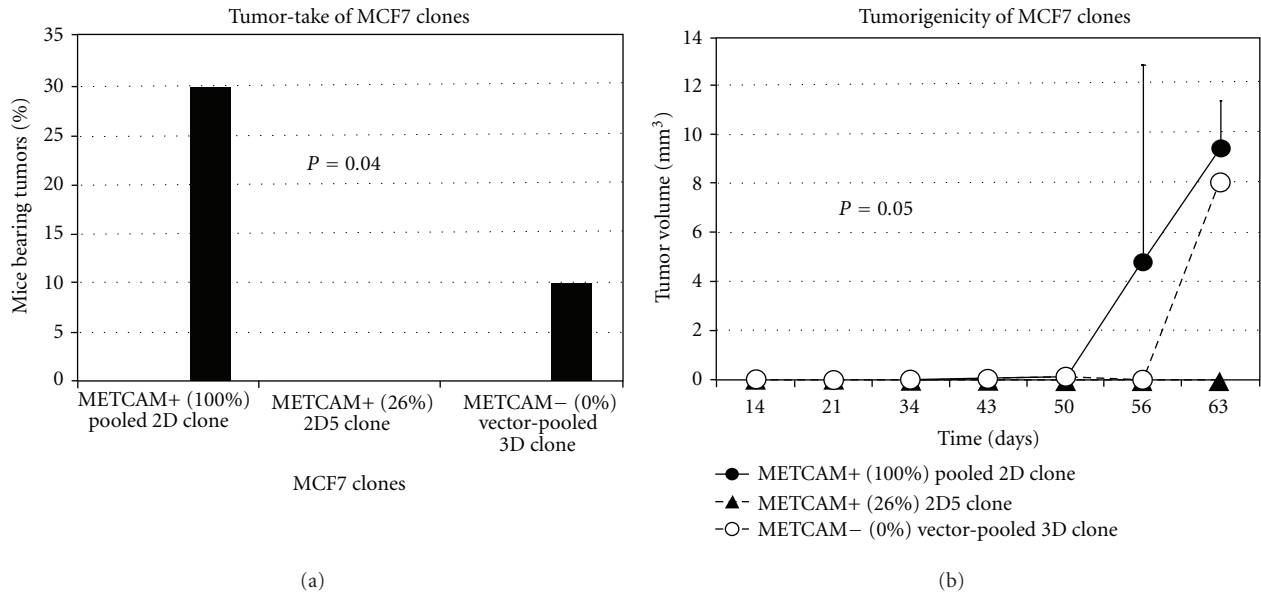 Tumor-take of MCF7 clones
35
30
25
20
15
10
5
0
Mice bearing tumors (%)
P = 0.04
METCAM+ (100%)
pooled 2D clone
METCAM+ (26%)
2D5 clone
METCAM− (0%)
vector-pooled
3D clone
MCF7 clones
(a)
Tumorigenicity of MCF7 clones
14
12
10
8
6
4
2
0
Tumor volume (mm³)
P = 0.05
14 21 34 43 50 56 63
Time (days)
METCAM+ (100%) pooled 2D clone
METCAM+ (26%) 2D5 clone
METCAM− (0%) vector-pooled 3D clone
(b)